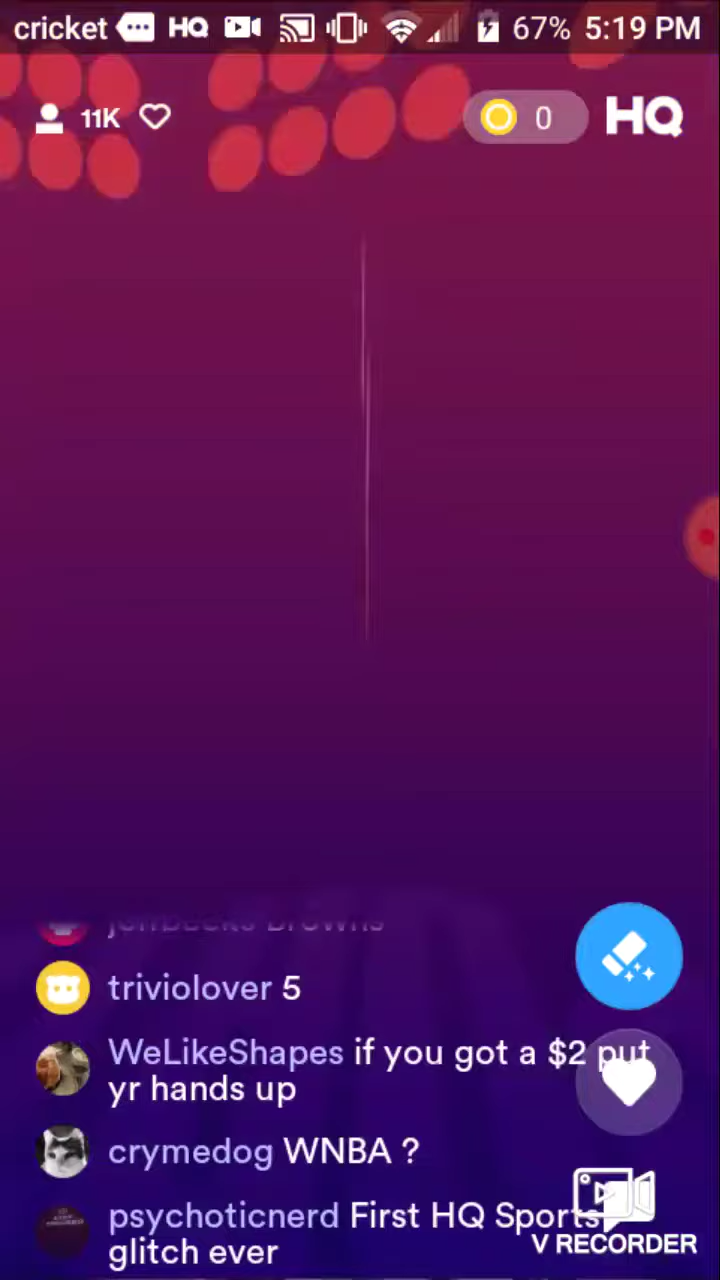 cricket HQ 67% 5:19 PM
11K 0 HQ
triviolover 5
WeLikeShapes if you got a $2 put
yr hands up
crymedog WNBA ?
psychoticnerd First HQ Sports
glitch ever
V RECORDER